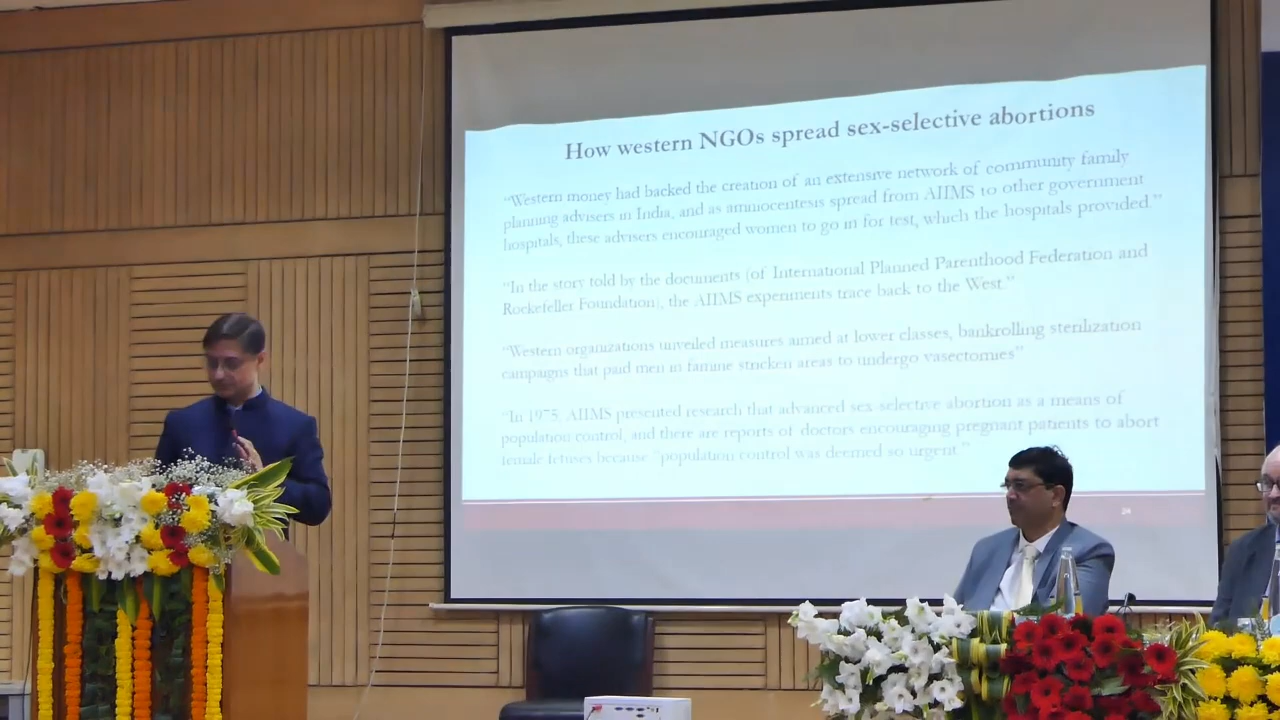 How western NGOs spread sex-selective abortions
“Western money had backed the creation of an extensive network of community family
planning advisers in India, and as amniocentesis spread from AIIMS to other government
hospitals, these advisers encouraged women to go in for test, which the hospitals provided.”
“In the story told by the documents (of International Planned Parenthood Federation and
Rockefeller Foundation), the AIIMS experiments trace back to the West.”
“Western organizations unveiled measures aimed at lower classes, bankrolling sterilization
campaigns that paid men in famine stricken areas to undergo vasectomies”
“In 1975, AIIMS presented research that advanced sex-selective abortion as a means of
population control, and there are reports of doctors encouraging pregnant patients to abort
female fetuses because “population control was deemed so urgent.”
24